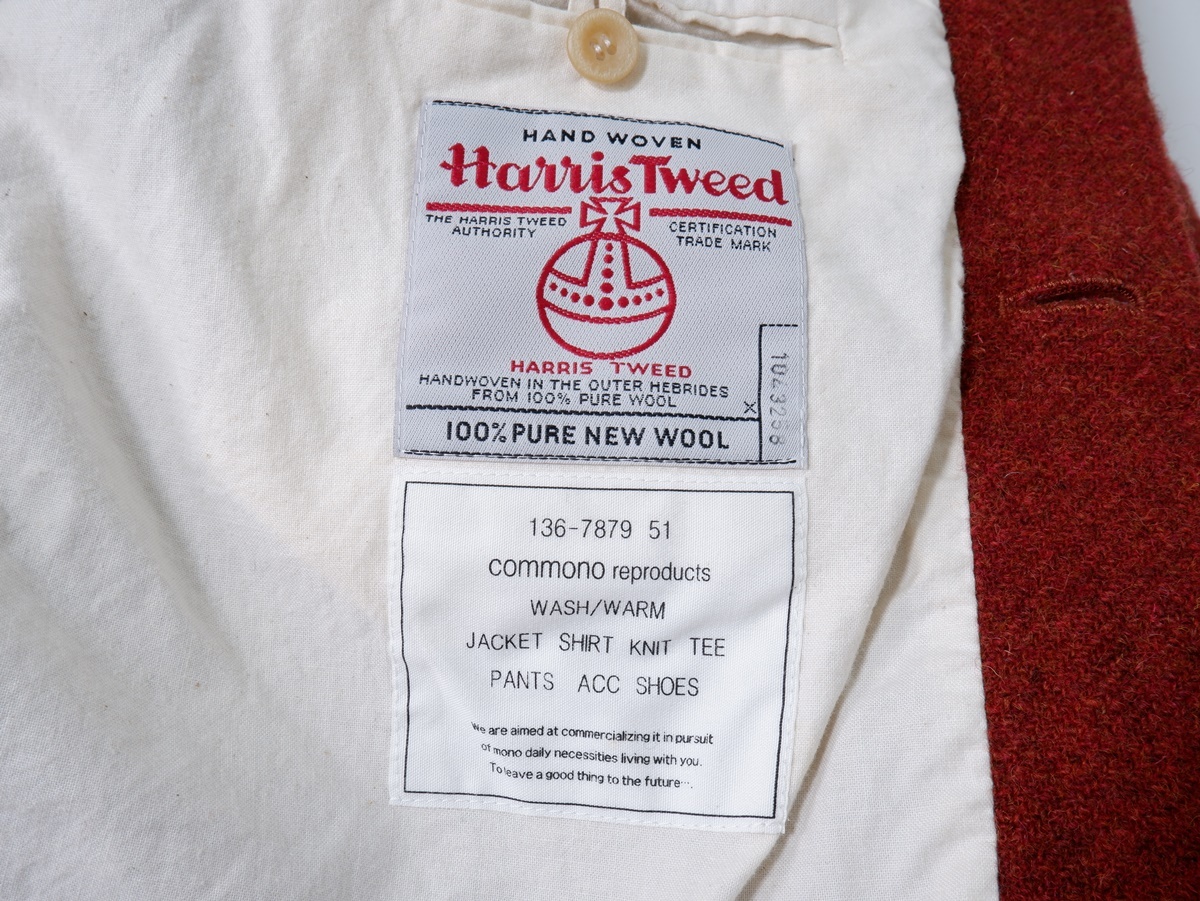 HAND WOVEN
Harris Tweed
THE HARRIS TWEED AUTHORITY
CERTIFICATION TRADE MARK
HARRIS TWEED
HANDWOVEN IN THE OUTER HEBRIDES
FROM 100% PURE WOOL
X
100% PURE NEW WOOL
136-7879 51
commono reproducts
WASH/WARM
JACKET SHIRT KNIT TEE
PANTS ACC SHOES
We are aimed at commercializing it in pursuit
of mono daily necessities living with you.
To leave a good thing to the future….